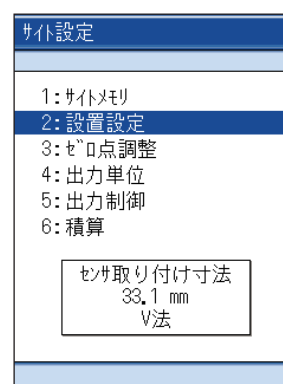 ｻｲﾄ設定
1:ｻｲﾄﾒﾓﾘ
2:設置設定
3:ｾﾞﾛ点調整
4:出力単位
5:出力制御
6:積算
ｾﾝｻ取り付け寸法
33.1 mm
V法